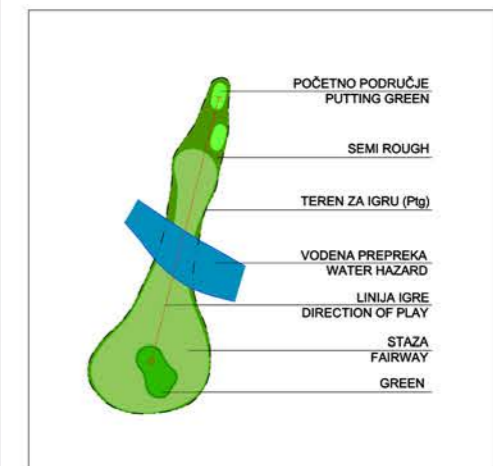 POČETNO PODRUČJE
PUTTING GREEN
SEMI ROUGH
TEREN ZA IGRU (Ptg)
VODENA PREPREKA
WATER HAZARD
LINIJA IGRE
DIRECTION OF PLAY
STAZA
FAIRWAY
GREEN